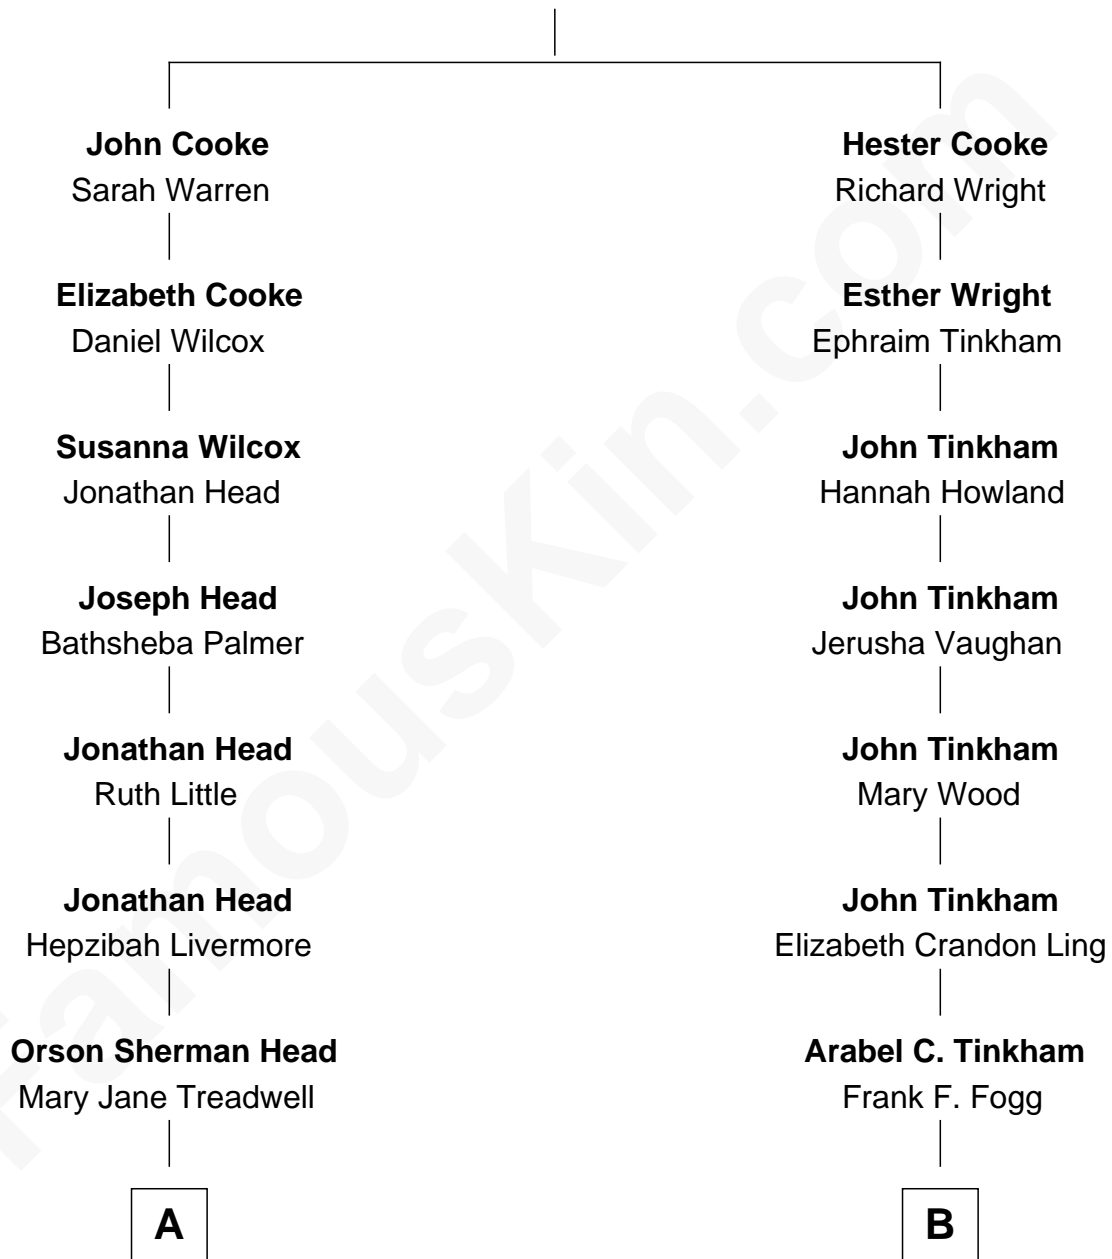 John Cooke
Sarah Warren
Hester Cooke
Richard Wright
Elizabeth Cooke
Daniel Wilcox
Esther Wright
Ephraim Tinkham
Susanna Wilcox
Jonathan Head
John Tinkham
Hannah Howland
Joseph Head
Bathsheba Palmer
John Tinkham
Jerusha Vaughan
Jonathan Head
Ruth Little
John Tinkham
Mary Wood
Jonathan Head
Hepzibah Livermore
John Tinkham
Elizabeth Crandon Ling
Orson Sherman Head
Mary Jane Treadwell
Arabel C. Tinkham
Frank F. Fogg
A
B
FamousKin.com